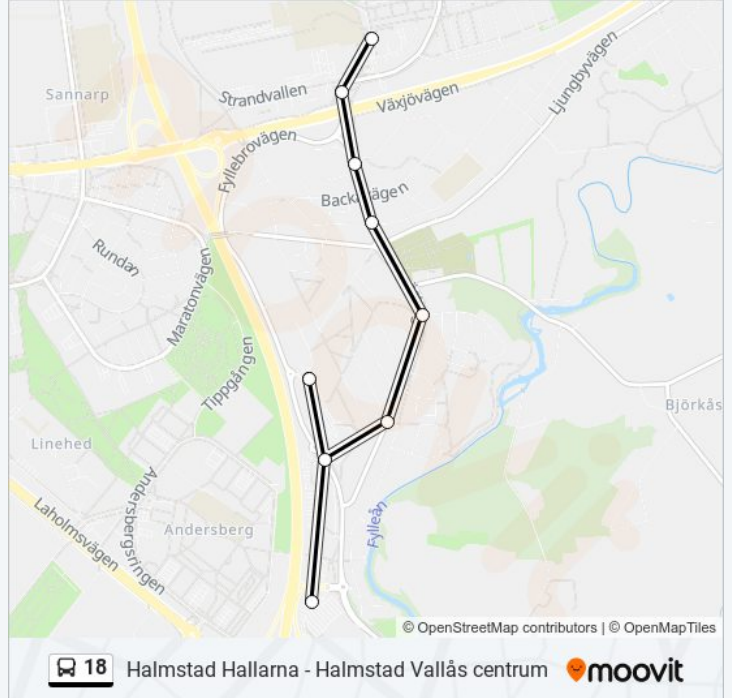 Sannarp
Strandvallen
Växjövägen
Ljungbyvägen
Fyllebrovägen
Rundan
Maratonvägen
Tippgången
Björkås
Linehed
Andersbergsringen
Laholmsvägen
Andersberg
Fylleån
© OpenStreetMap contributors | © OpenMapTiles
18 Halmstad Hallarna - Halmstad Vallås centrum moovit